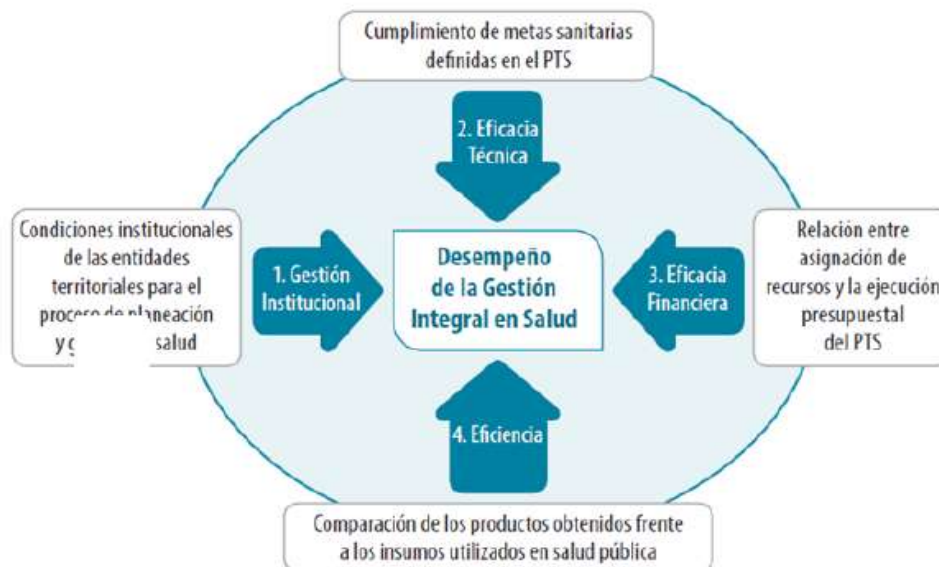 Cumplimiento de metas sanitarias
definidas en el PTS
2. Eficacia
Técnica
Condiciones institucionales
de las entidades
territoriales para el
proceso de planeación
y salud
1. Gestión
Institucional
Desempeño
de la Gestión
Integral en Salud
3. Eficacia
Financiera
Relación entre
asignación de
recursos y la ejecución
presupuestal
del PTS
4. Eficiencia
Comparación de los productos obtenidos frente
a los insumos utilizados en salud pública